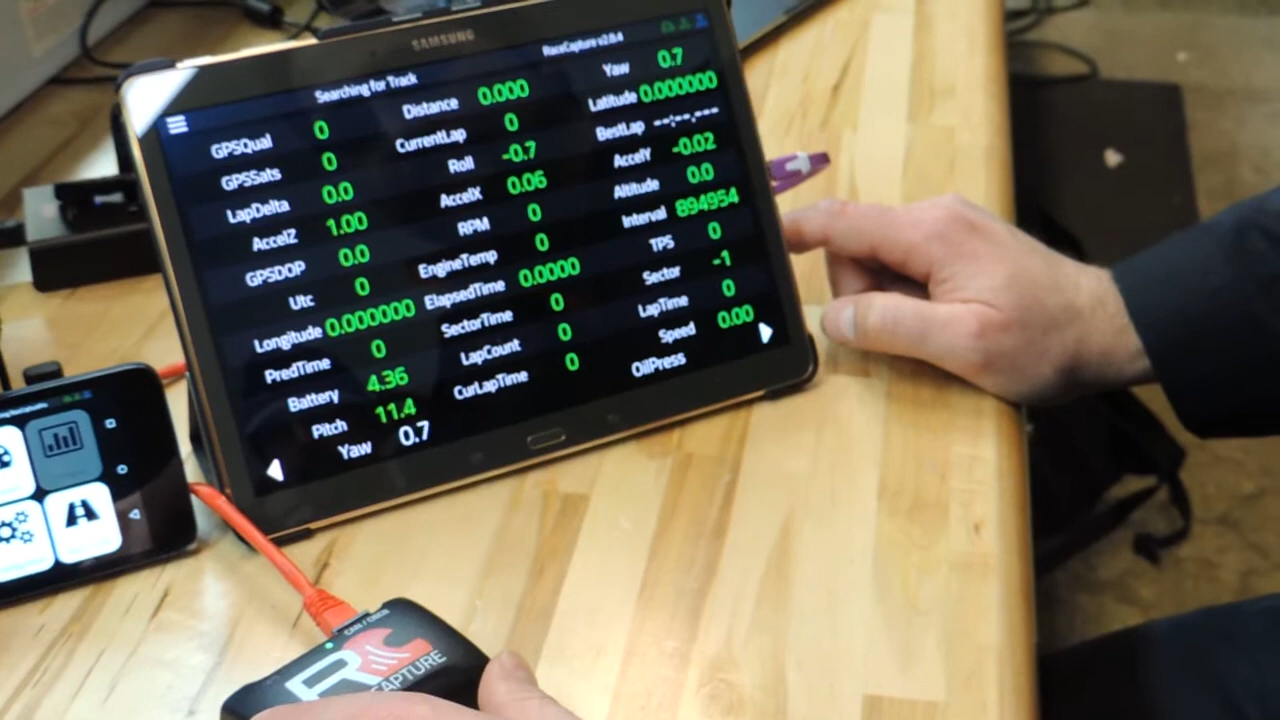 SAMSUNG
Searching for Track RaceCapture v2.0.4
GPSQual 0 Distance 0.000 Yaw 0.7
GPSSats 0 CurrentLap 0 Latitude 0.000000
LapDelta 0.0 Roll -0.7 BestLap --:--.---
AccelZ 1.00 AccelX 0.06 AccelY -0.02
GPSDOP 0.0 RPM 0 Altitude 0.0
Utc 0 EngineTemp 0 Interval 894954
Longitude 0.000000 ElapsedTime 0.0000 TPS 0
PredTime 0 SectorTime 0 Sector -1
Battery 4.36 LapCount 0 LapTime 0
Pitch 11.4 CurLapTime 0 Speed 0.00
Yaw 0.7 OilPress
CAN / OBDII
RC
CAPTURE